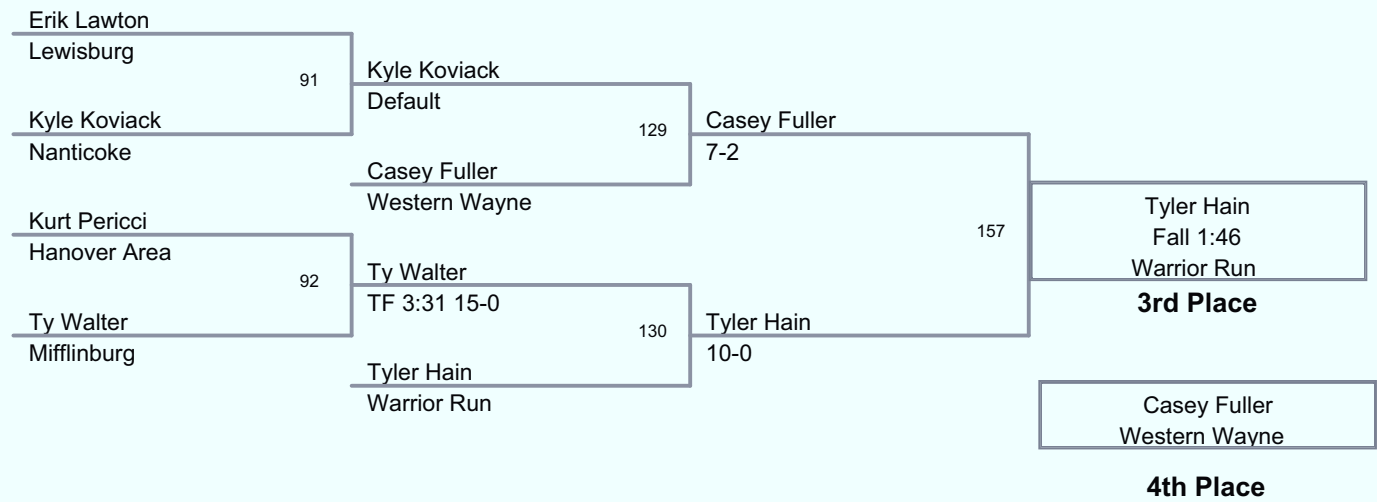 Erik Lawton
Lewisburg
91
Kyle Koviack
Default
Kyle Koviack
Nanticoke
129
Casey Fuller
7-2
Casey Fuller
Western Wayne
Kurt Pericci
Hanover Area
157
Tyler Hain
Fall 1:46
Warrior Run
3rd Place
92
Ty Walter
TF 3:31 15-0
Ty Walter
Mifflinburg
130
Tyler Hain
10-0
Tyler Hain
Warrior Run
Casey Fuller
Western Wayne
4th Place